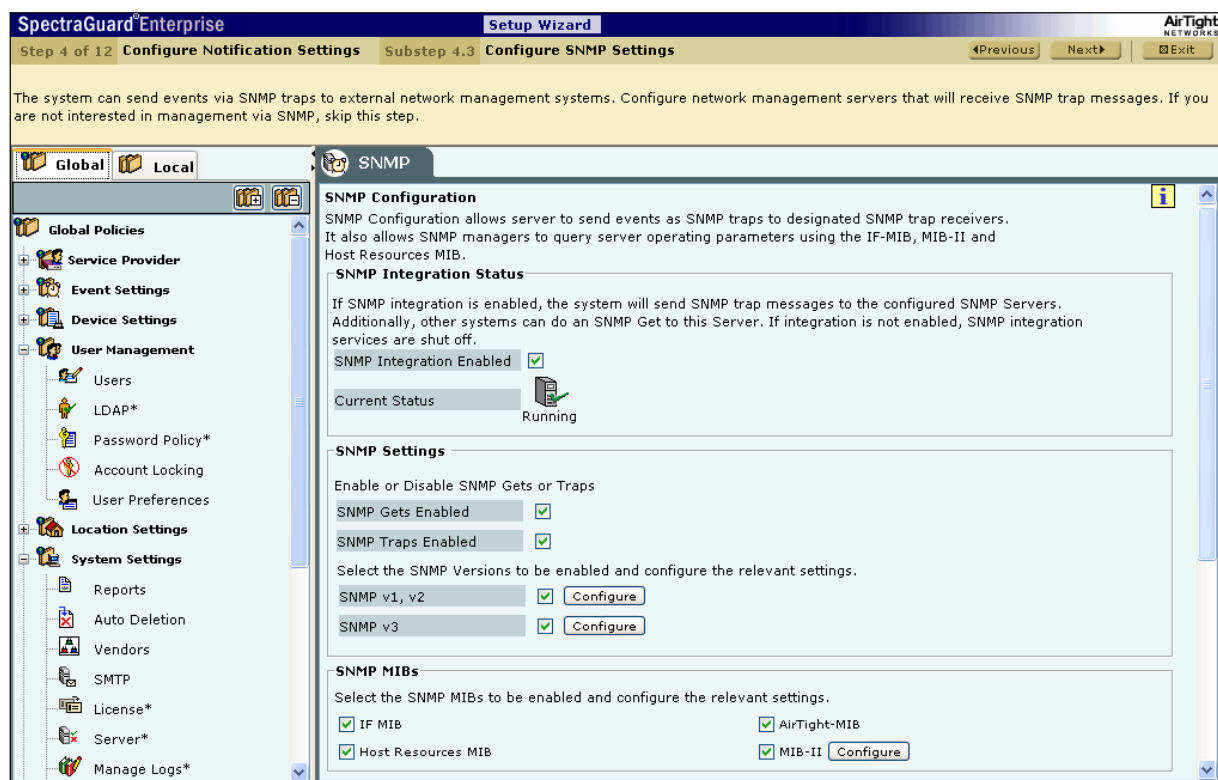 SpectraGuard® Enterprise
Setup Wizard
AirTight
NETWORKS
Step 4 of 12 Configure Notification Settings Substep 4.3 Configure SNMP Settings
Previous
Next
Exit
The system can send events via SNMP traps to external network management systems. Configure network management servers that will receive SNMP trap messages. If you
are not interested in management via SNMP, skip this step.
Global
Local
Global Policies
Service Provider
Event Settings
Device Settings
User Management
Users
LDAP*
Password Policy*
Account Locking
User Preferences
Location Settings
System Settings
Reports
Auto Deletion
Vendors
SMTP
License*
Server*
Manage Logs*
SNMP
SNMP Configuration
i
SNMP Configuration allows server to send events as SNMP traps to designated SNMP trap receivers.
It also allows SNMP managers to query server operating parameters using the IF-MIB, MIB-II and
Host Resources MIB.
SNMP Integration Status
If SNMP integration is enabled, the system will send SNMP trap messages to the configured SNMP Servers.
Additionally, other systems can do an SNMP Get to this Server. If integration is not enabled, SNMP integration
services are shut off.
SNMP Integration Enabled
Current Status
Running
SNMP Settings
Enable or Disable SNMP Gets or Traps
SNMP Gets Enabled
SNMP Traps Enabled
Select the SNMP Versions to be enabled and configure the relevant settings.
SNMP v1, v2 Configure
SNMP v3 Configure
SNMP MIBs
Select the SNMP MIBs to be enabled and configure the relevant settings.
IF MIB AirTight-MIB
Host Resources MIB MIB-II Configure